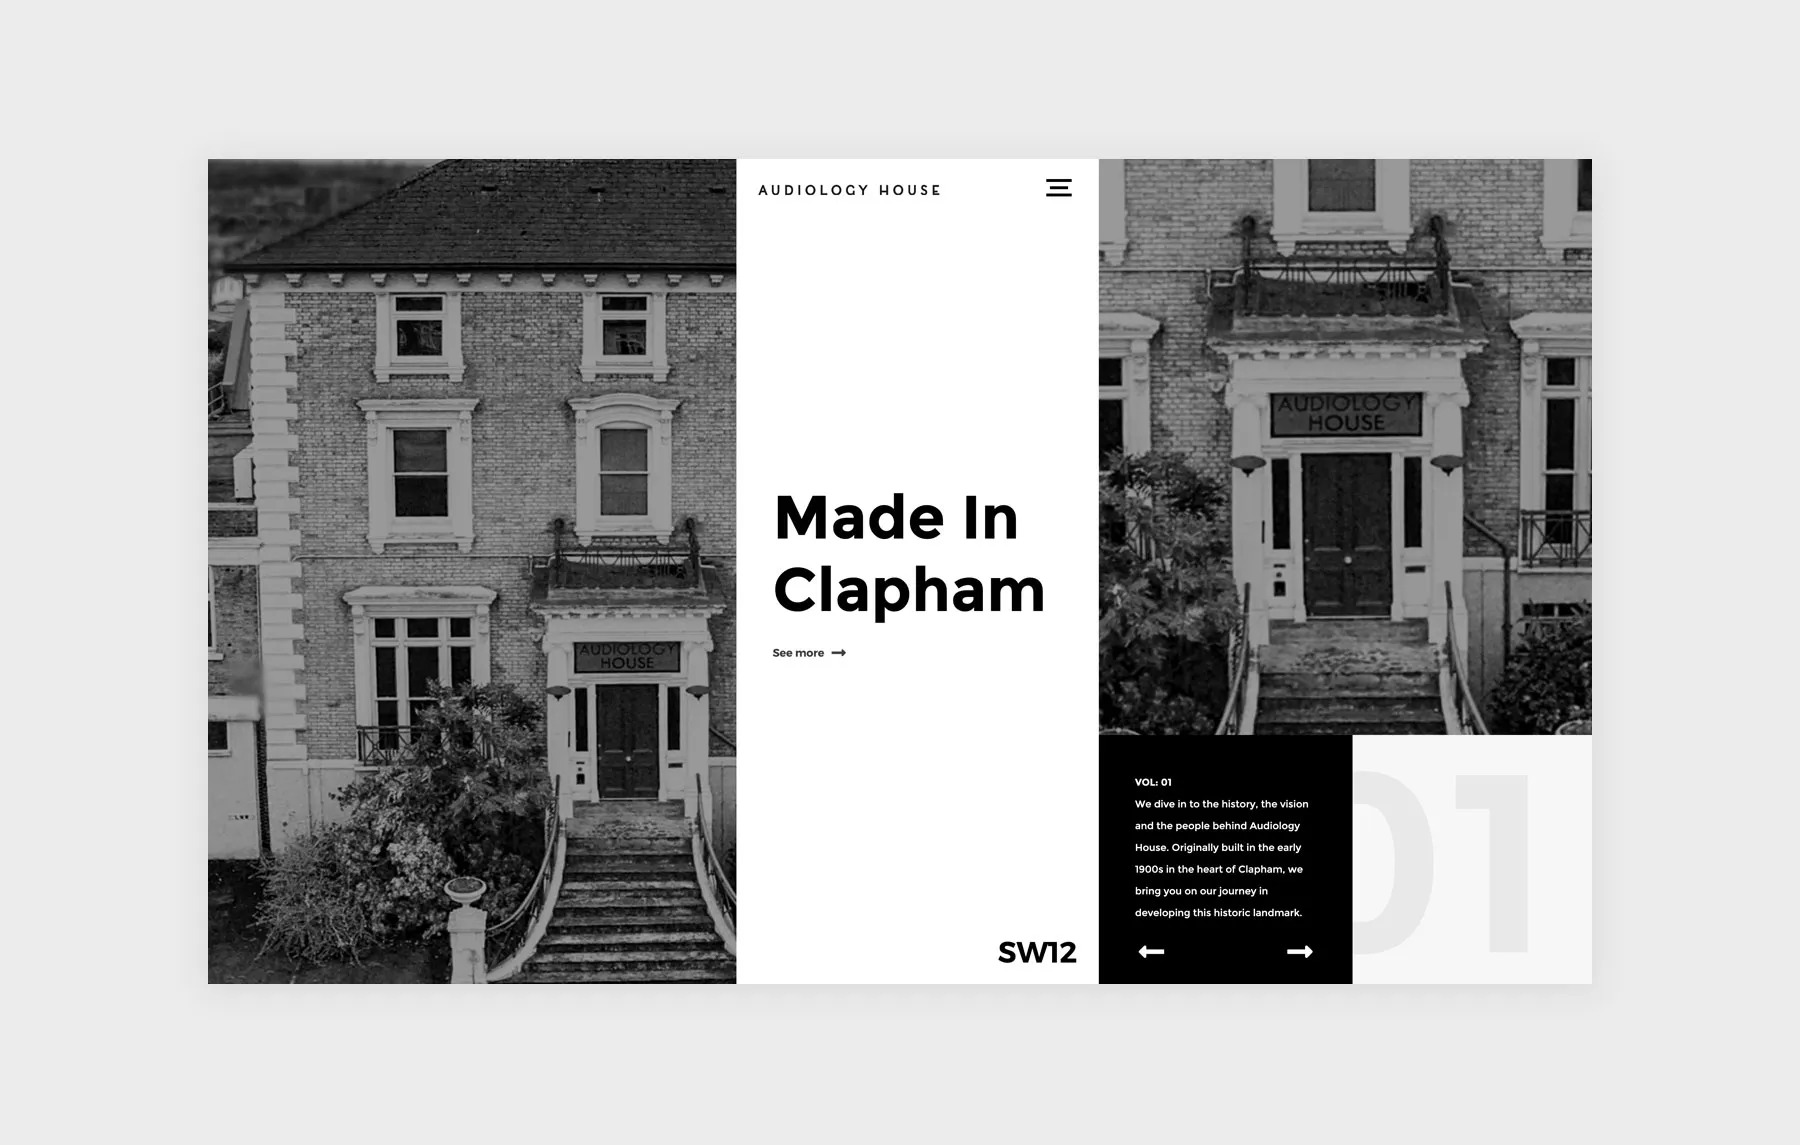 AUDIOLOGY HOUSE
Made In
Clapham
See more
SW12
AUDIOLOGY
HOUSE
AUDIOLOGY
HOUSE
VOL: 01
We dive in to the history, the vision
and the people behind Audiology
House. Originally built in the early
1900s in the heart of Clapham, we
bring you on our journey in
developing this historic landmark.
01